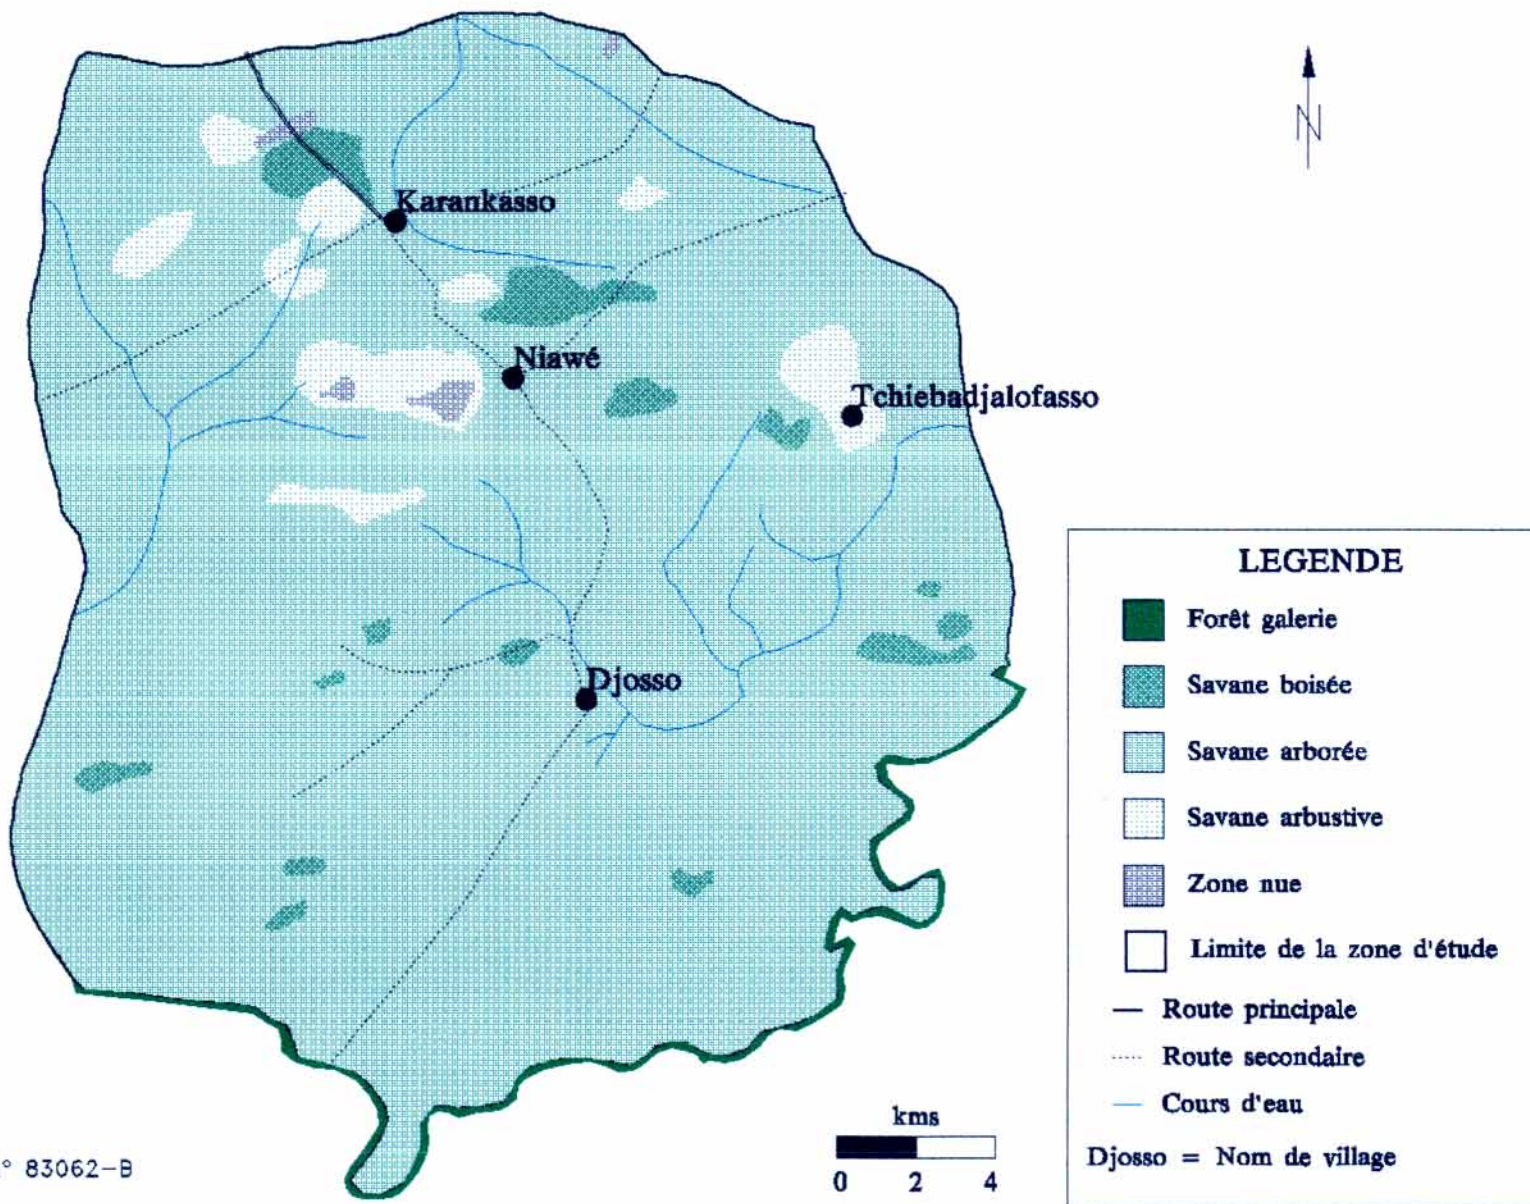 N
Karankasso
Niawé
Tchiebadjalofasso
Djosso
LEGENDE
Forêt galerie
Savane boisée
Savane arborée
Savane arbustive
Zone nue
Limite de la zone d'étude
Route principale
Route secondaire
Cours d'eau
Djosso = Nom de village
kms
0 2 4
° 83062-B